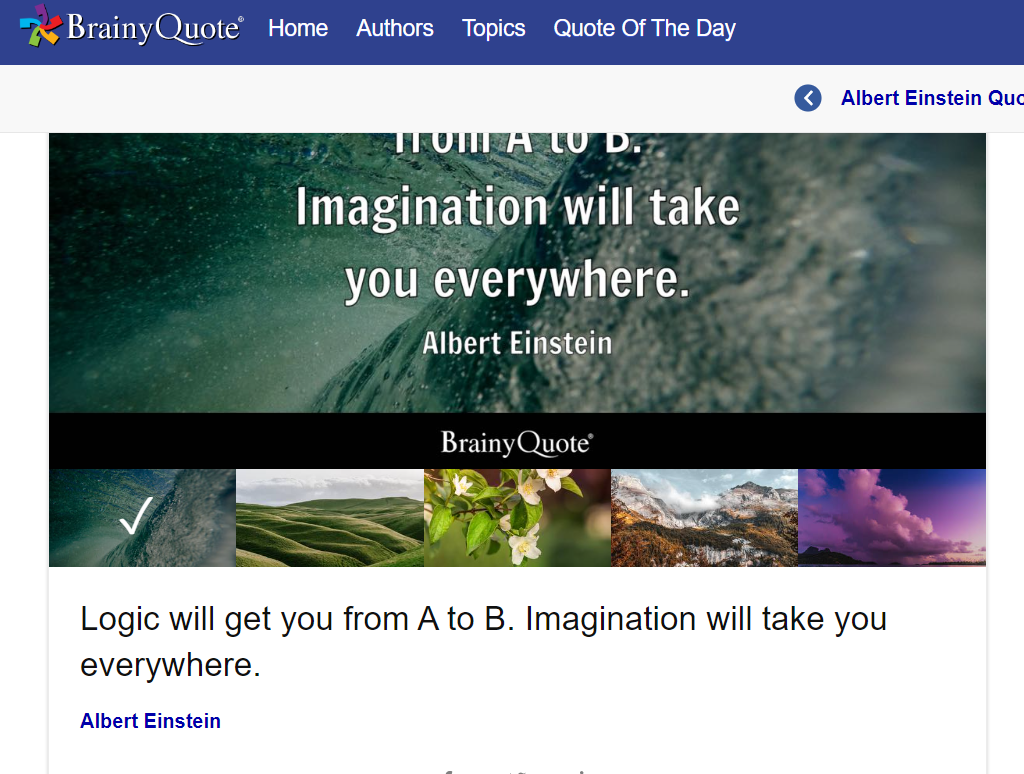 BrainyQuote® Home Authors Topics Quote Of The Day
Albert Einstein
from A to B.
Imagination will take
you everywhere.
Albert Einstein
BrainyQuote®
Logic will get you from A to B. Imagination will take you
everywhere.
Albert Einstein